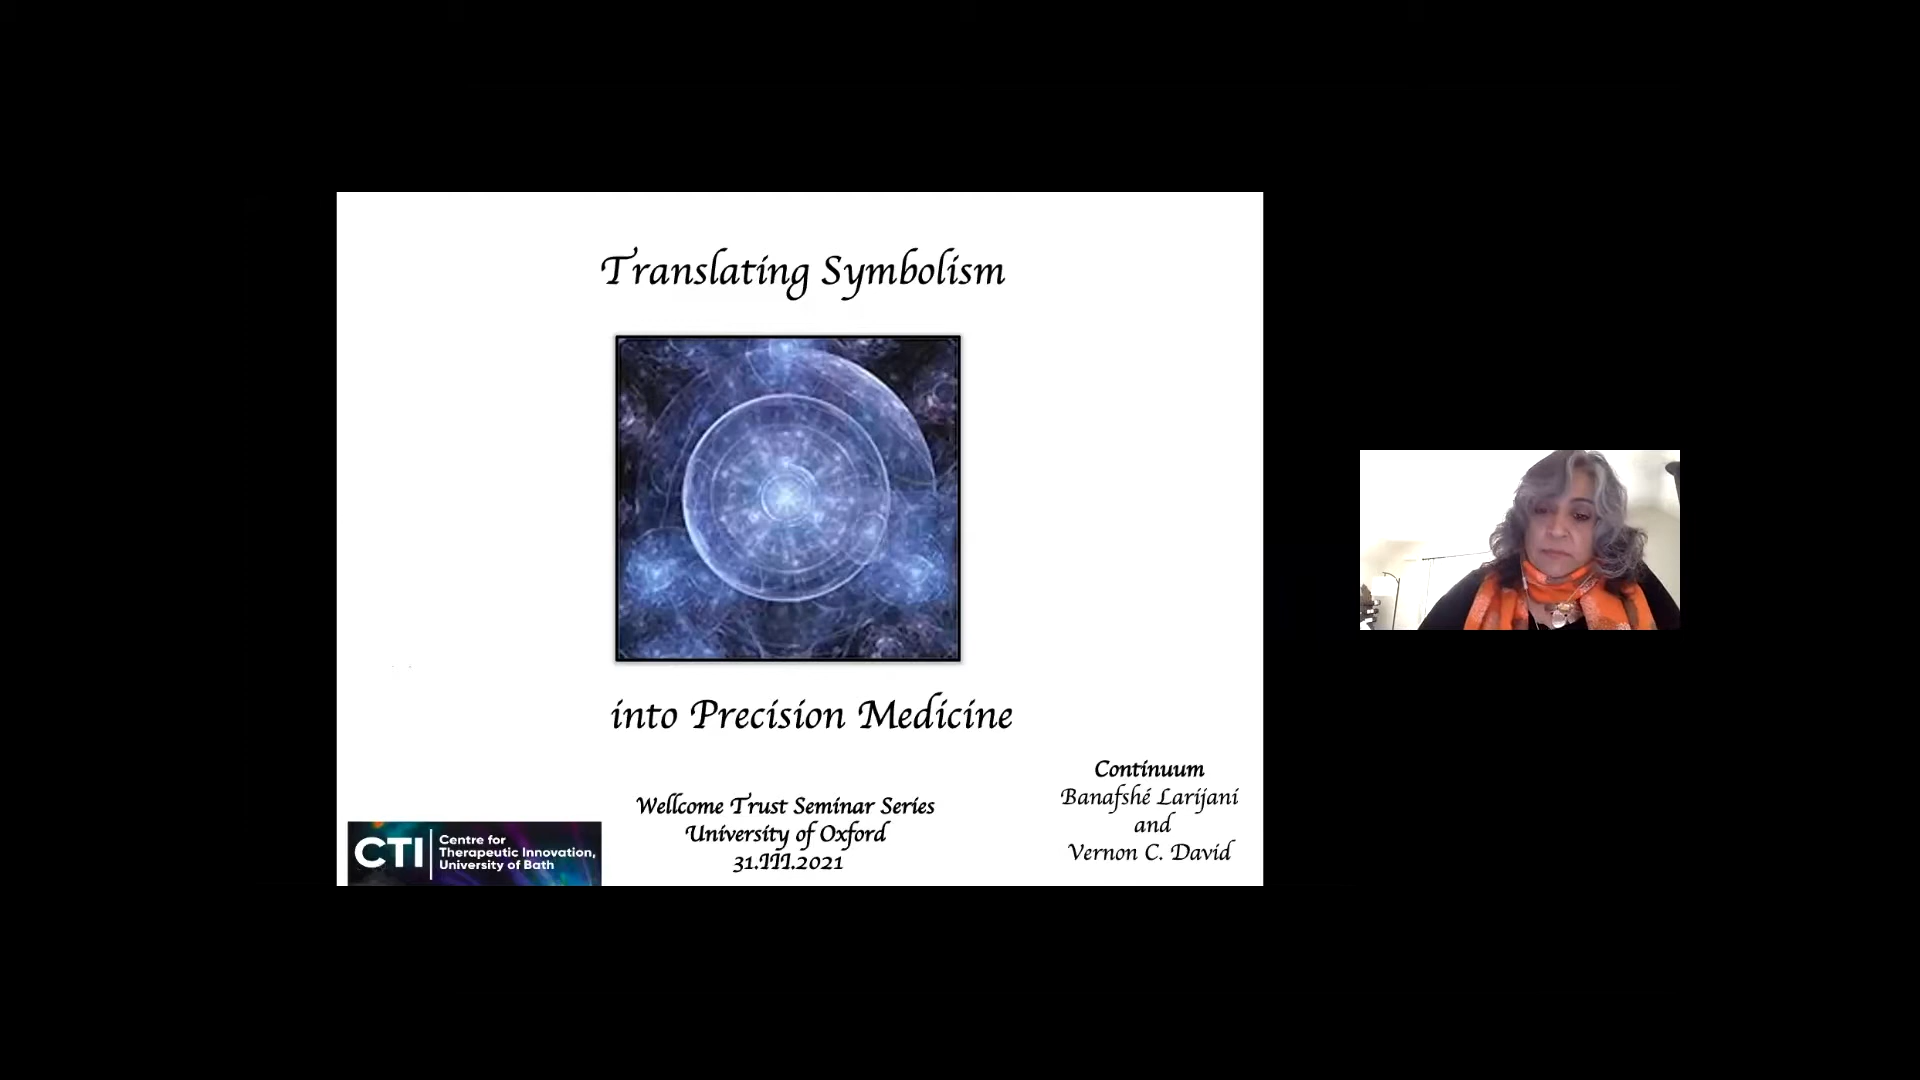 Translating Symbolism
into Precision Medicine
Continuum
Banafshé Larijani
and
Vernon C. David
Wellcome Trust Seminar Series
University of Oxford
31.III.2021
CTI
Centre for
Therapeutic Innovation,
University of Bath